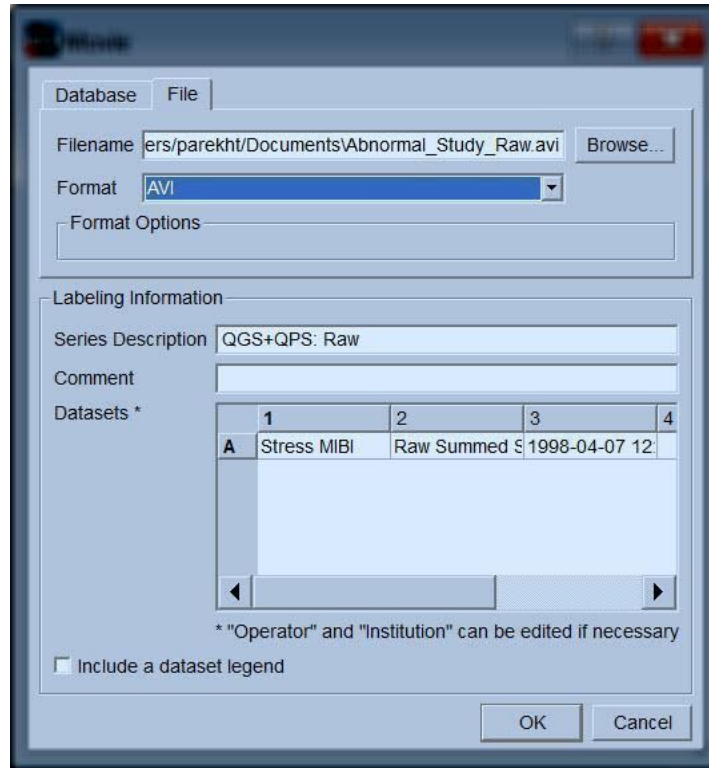 Movie
Database File
Filename ers/parekht/Documents\Abnormal_Study_Raw.avi Browse...
Format AVI
Format Options
Labeling Information
Series Description QGS+QPS: Raw
Comment
Datasets *
1 2 3 4
A Stress MIBI Raw Summed S 1998-04-07 12:
* "Operator" and "Institution" can be edited if necessary
Include a dataset legend
OK Cancel